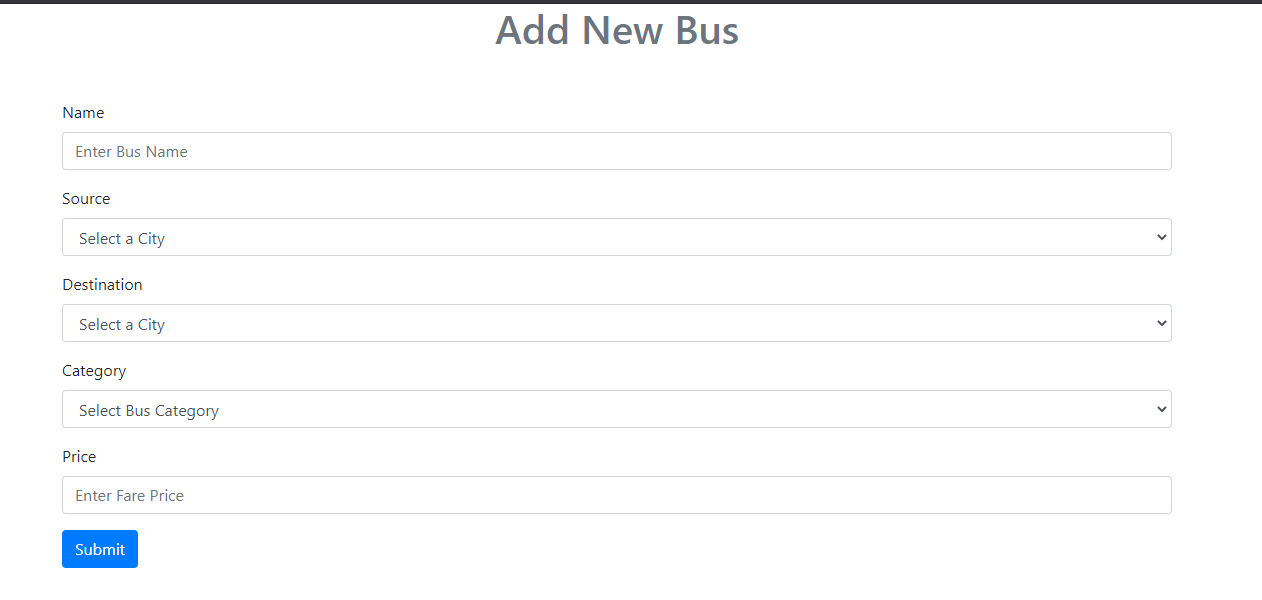 Add New Bus
Name
Enter Bus Name
Source
Select a City
Destination
Select a City
Category
Select Bus Category
Price
Enter Fare Price
Submit